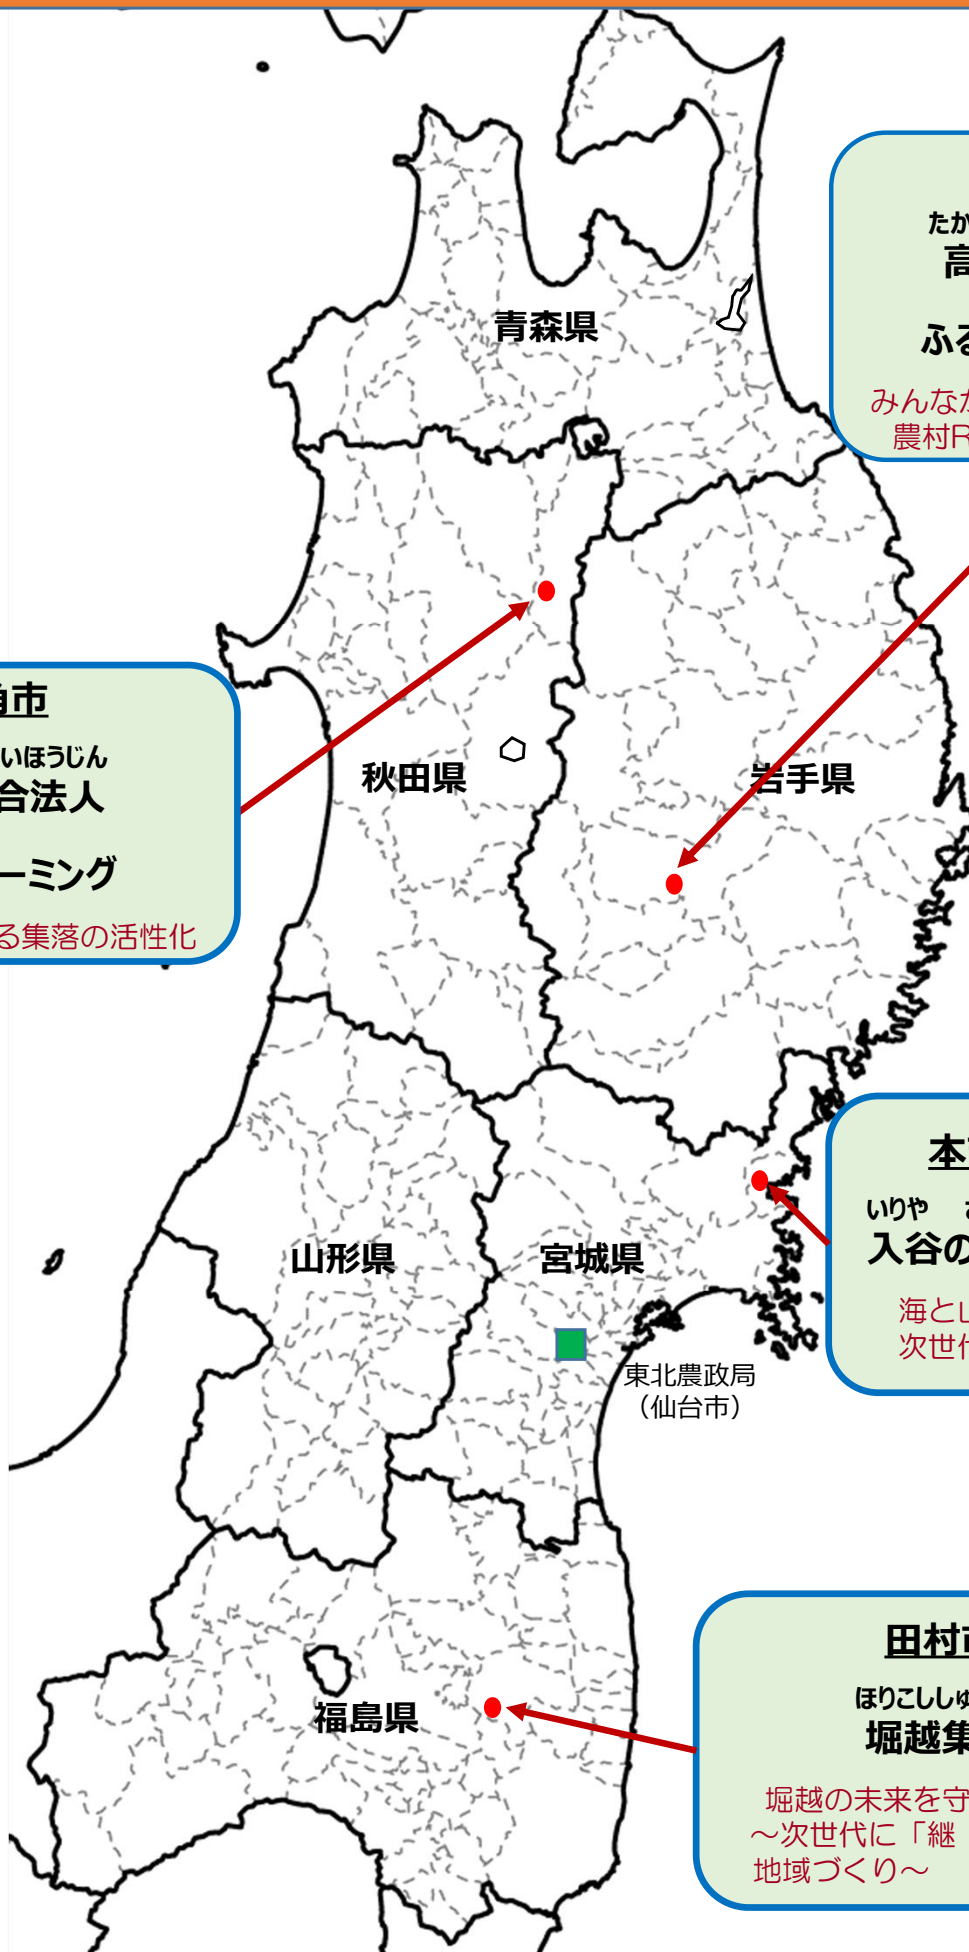 青森県
たか
高
ふる
みんなが
農村R
角市
いほうじん
合法人
ーミング
る集落の活性化
秋田県
岩手県
本
いりや
入谷の
海と山
次世代
山形県
宮城県
東北農政局
（仙台市）
田村市
ほりこししゅ
堀越集
堀越の未来を守
～次世代に「継
地域づくり～
福島県